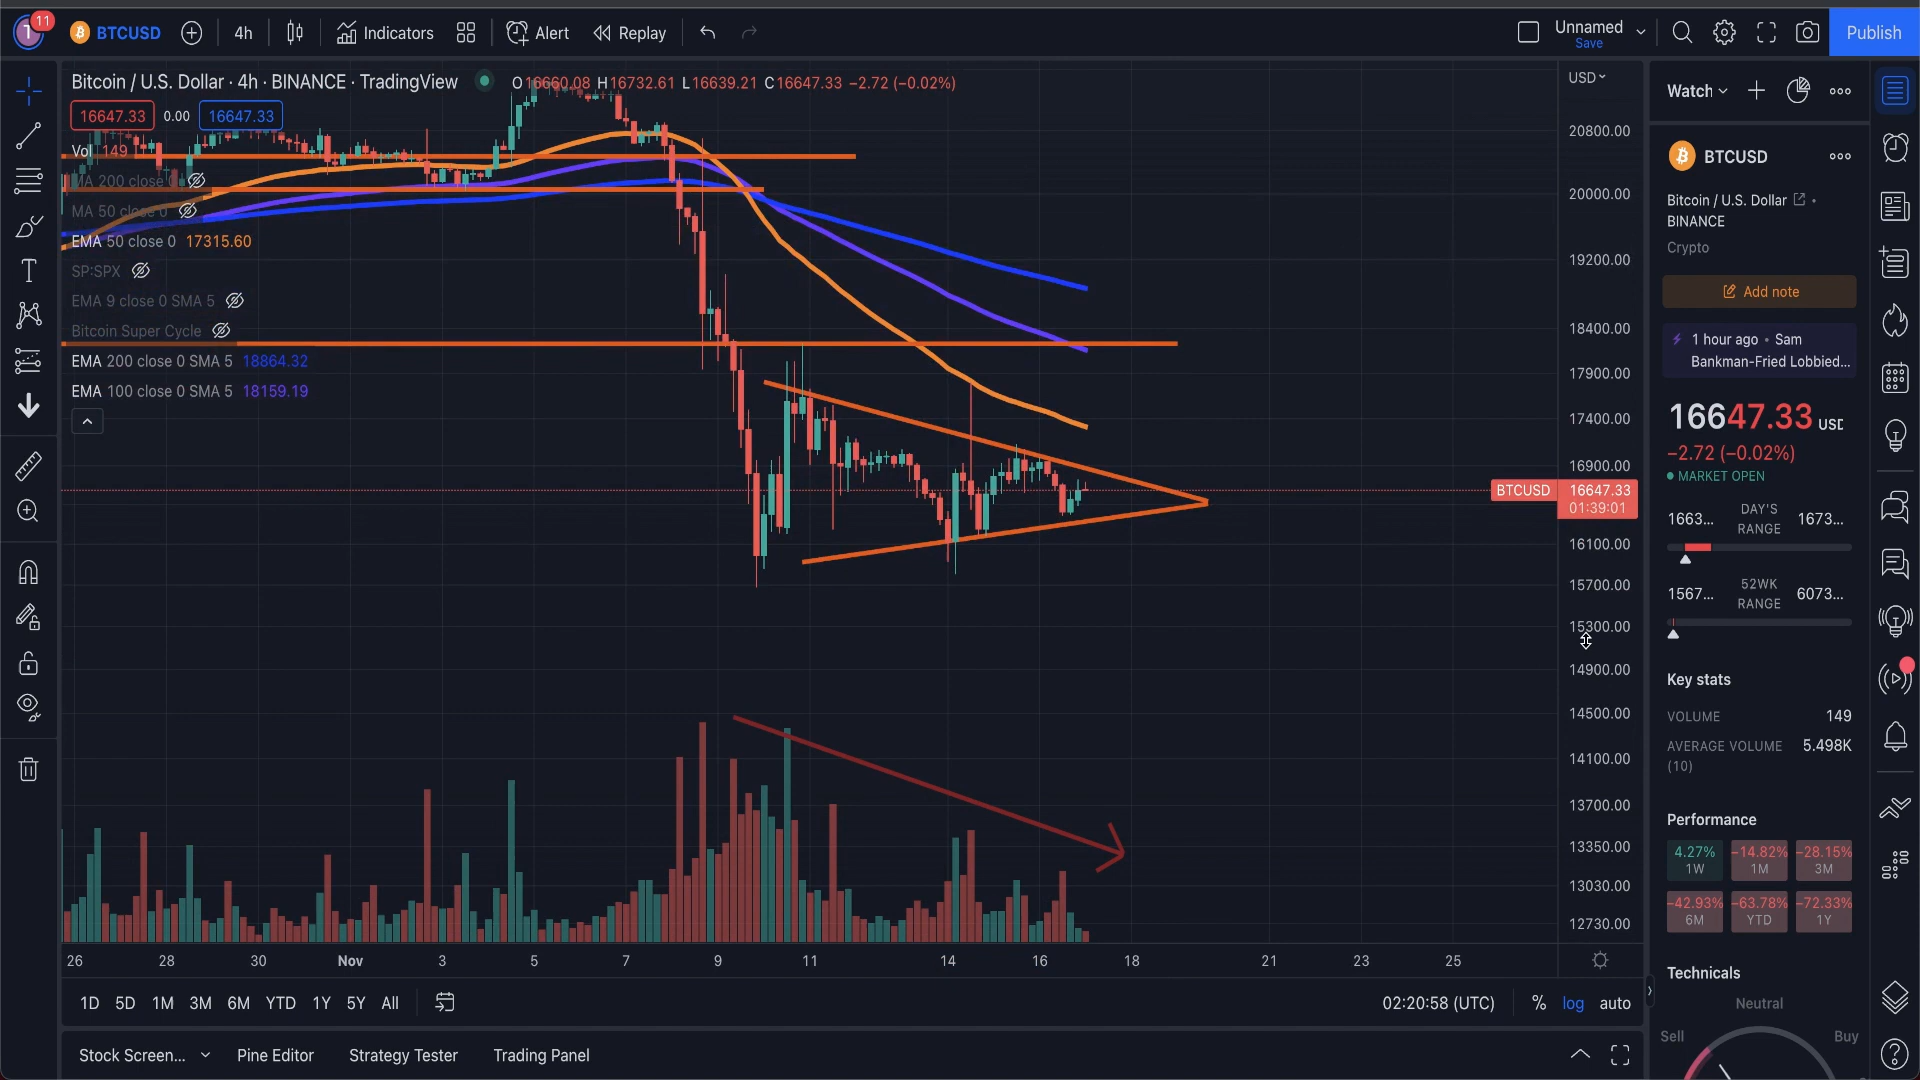 11
T
BTCUSD
4h
Indicators
Alert
Replay
Unnamed
Save
Publish
Bitcoin / U.S. Dollar · 4h · BINANCE · TradingView
O16660.08 H16732.61 L16639.21 C16647.33 −2.72 (−0.02%)
16647.33 0.00 16647.33
Vol 149
MA 200 close 0
MA 50 close 0
EMA 50 close 0 17315.60
SP:SPX
EMA 9 close 0 SMA 5
Bitcoin Super Cycle
EMA 200 close 0 SMA 5 18864.32
EMA 100 close 0 SMA 5 18159.19
USD
20800.00
20000.00
19200.00
18400.00
17900.00
17400.00
16900.00
BTCUSD 16647.33
01:39:01
16100.00
15700.00
15300.00
14900.00
14500.00
14100.00
13700.00
13350.00
13030.00
12730.00
26 28 30 Nov 3 5 7 9 11 14 16 18 21 23 25
1D 5D 1M 3M 6M YTD 1Y 5Y All
02:20:58 (UTC) % log auto
Stock Screen... Pine Editor Strategy Tester Trading Panel
Watch
BTCUSD
Bitcoin / U.S. Dollar •
BINANCE
Crypto
Add note
1 hour ago • Sam
Bankman-Fried Lobbied...
16647.33 USD
−2.72 (−0.02%)
MARKET OPEN
1663... DAY'S RANGE 1673...
1567... 52WK RANGE 6073...
Key stats
VOLUME 149
AVERAGE VOLUME (10) 5.498K
Performance
4.27% −14.82% −28.15%
1W 1M 3M
−42.93% −63.78% −72.33%
6M YTD 1Y
Technicals
Neutral
Sell Buy